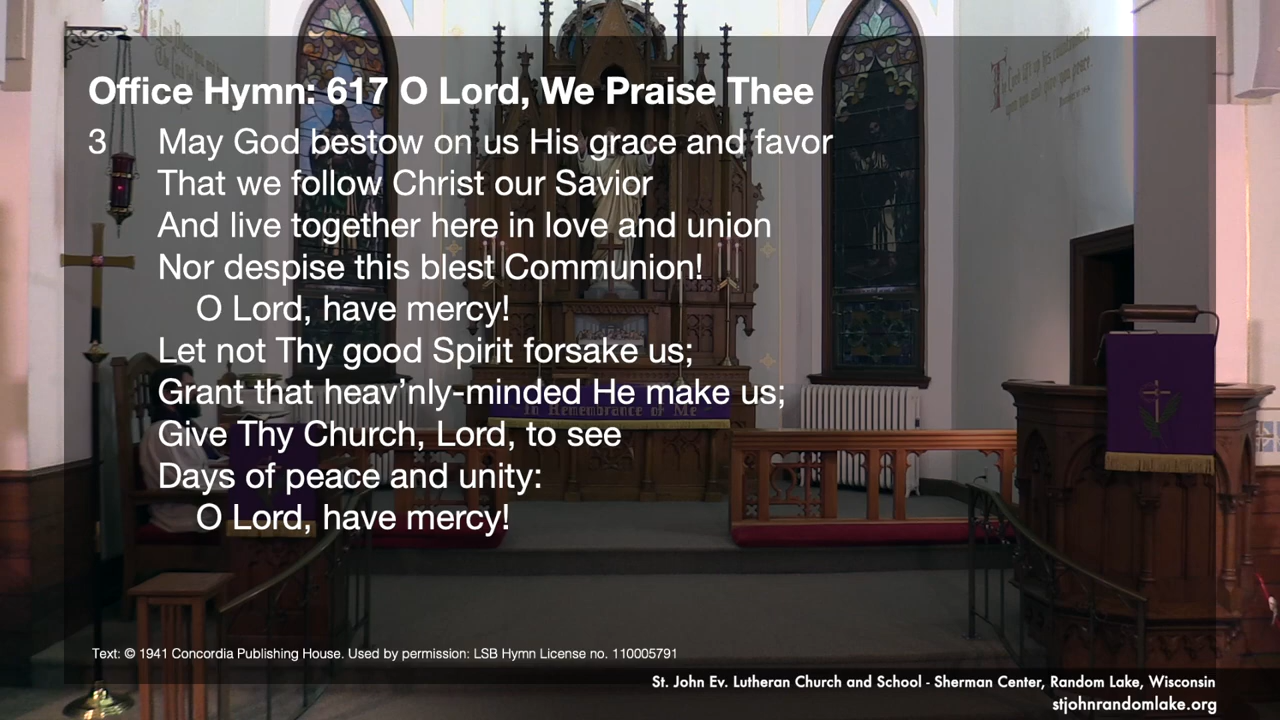 Office Hymn: 617 O Lord, We Praise Thee
3 May God bestow on us His grace and favor
That we follow Christ our Savior
And live together here in love and union
Nor despise this blest Communion!
O Lord, have mercy!
Let not Thy good Spirit forsake us;
Grant that heav’nly-minded He make us;
Give Thy Church, Lord, to see
Days of peace and unity:
O Lord, have mercy!
In Remembrance of Me
Text: © 1941 Concordia Publishing House. Used by permission: LSB Hymn License no. 110005791
St. John Ev. Lutheran Church and School - Sherman Center, Random Lake, Wisconsin
stjohnrandomlake.org